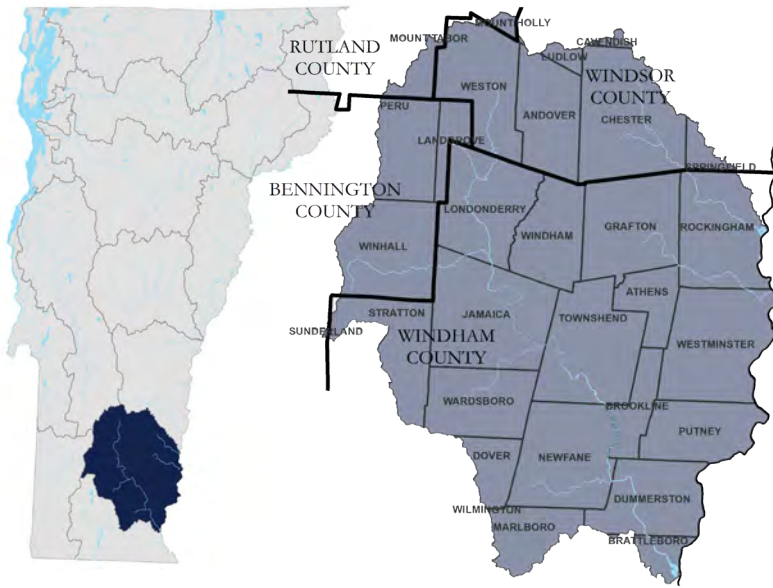 MOUNT HOLLY
MOUNT TABOR
RUTLAND
COUNTY
CAVENDISH
LUDLOW
WINDSOR
COUNTY
WESTON
PERU
ANDOVER
CHESTER
LANDGROVE
SPRINGFIELD
BENNINGTON
COUNTY
LONDONDERRY
WINDHAM
GRAFTON
ROCKINGHAM
WINHALL
ATHENS
STRATTON
JAMAICA
TOWNSHEND
SUNDERLAND
WINDHAM
COUNTY
WESTMINSTER
WARDSBORO
BROOKLINE
PUTNEY
DOVER
NEWFANE
DUMMERSTON
WILMINGTON
MARLBORO
BRATTLEBORO